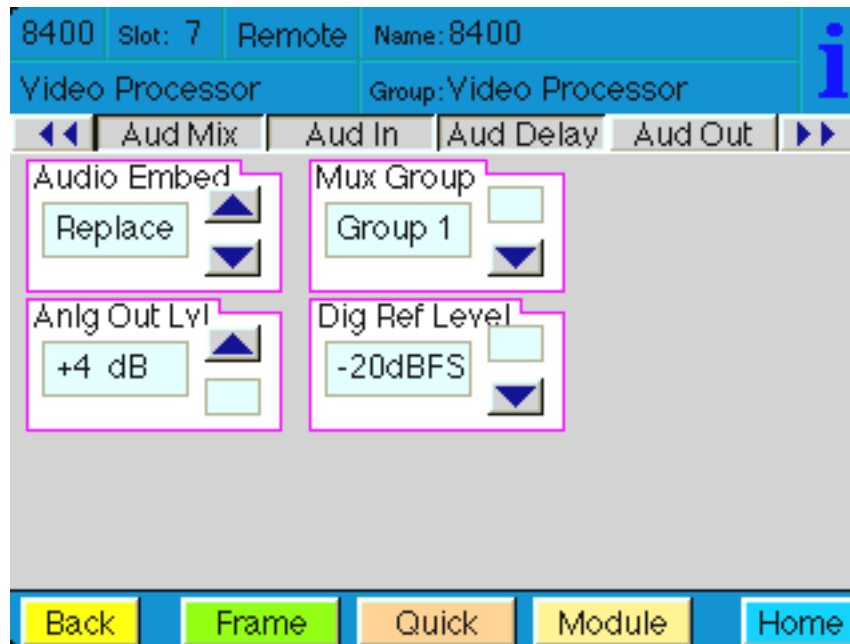 8400 Slot: 7 Remote Name: 8400
Video Processor Group: Video Processor
Aud Mix Aud In Aud Delay Aud Out
Audio Embed Mux Group
Replace Group 1
Anlg Out Lvl Dig Ref Level
+4 dB -20dBFS
Back Frame Quick Module Home